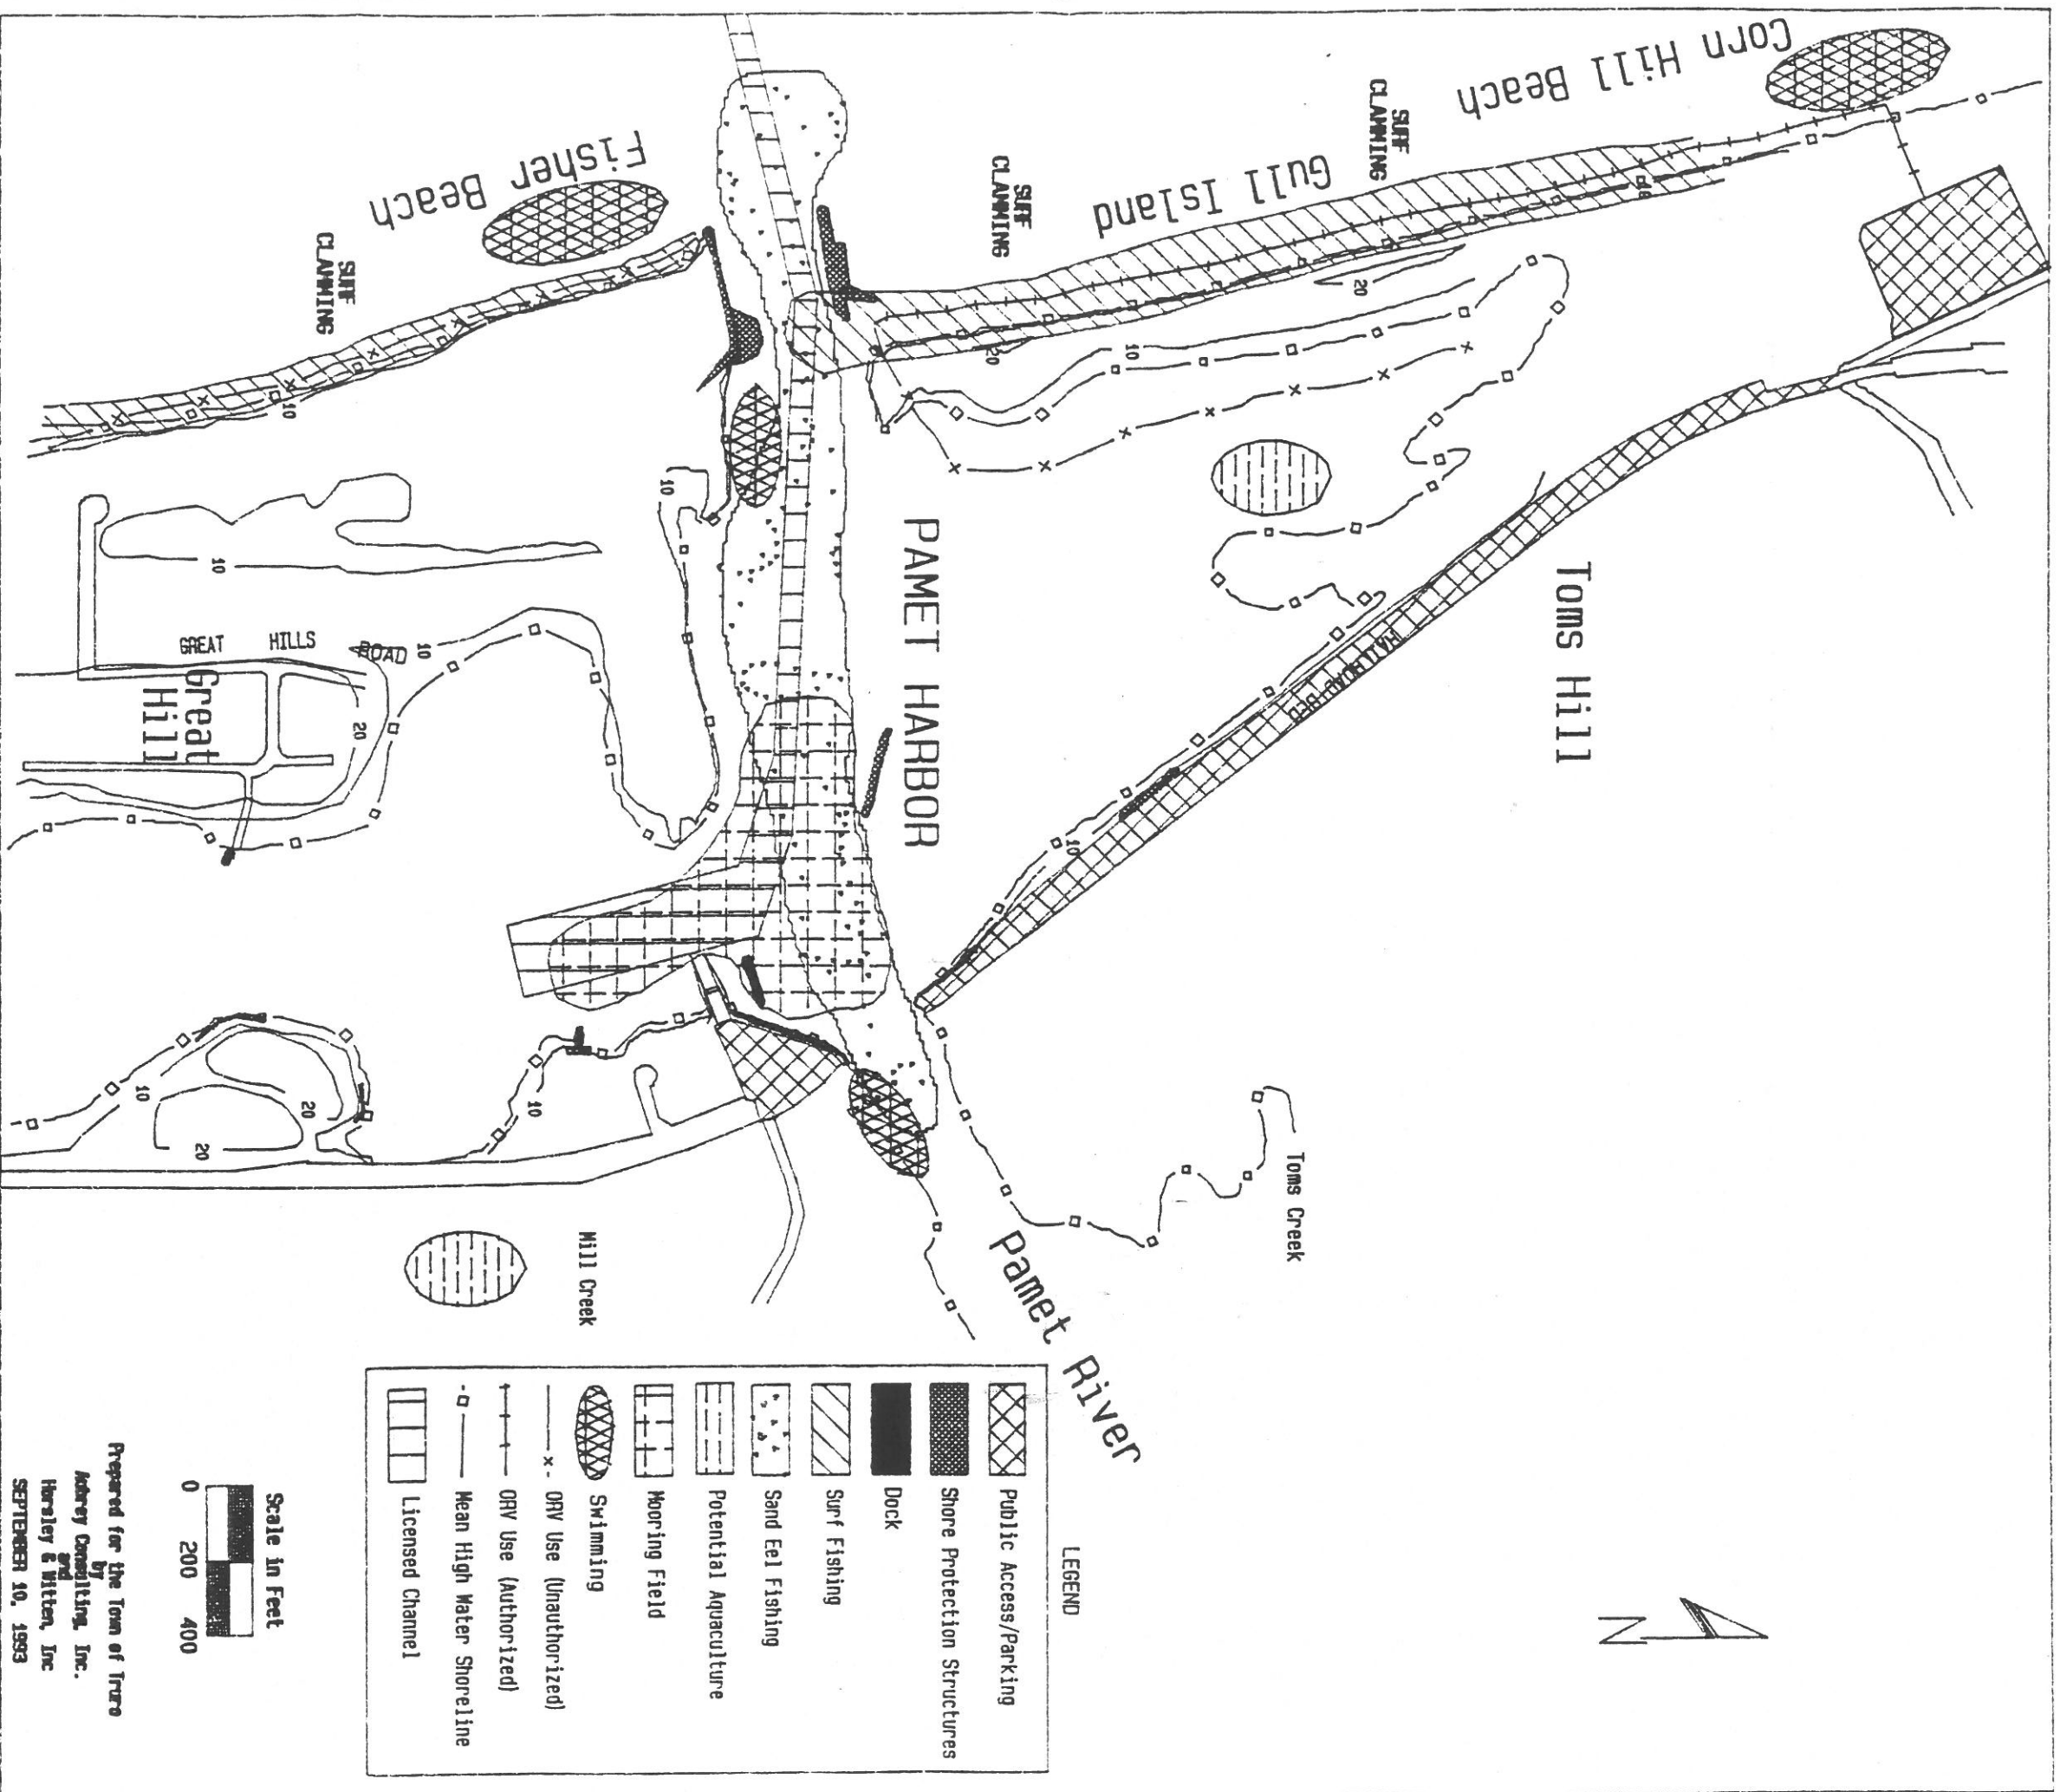 Corn Hill Beach
SURF
CLAMMING
Gull Island
SURF
CLAMMING
Fisher Beach
SURF
CLAMMING
20
20
10
10
10
10
PAMET HARBOR
Toms Hill
RAILROAD BED
10
GREAT HILLS ROAD
10
20
Great
Hill
10
20
20
10
Toms Creek
Pamet River
Mill Creek
N
LEGEND
Public Access/Parking
Shore Protection Structures
Dock
Surf Fishing
Sand Eel Fishing
Potential Aquaculture
Mooring Field
Swimming
ORV Use (Unauthorized)
ORV Use (Authorized)
Mean High Water Shoreline
Licensed Channel
Scale in Feet
0 200 400
Prepared for the Town of Truro
by
Aubrey Consulting, Inc.
and
Horsley & Witten, Inc
SEPTEMBER 10, 1993